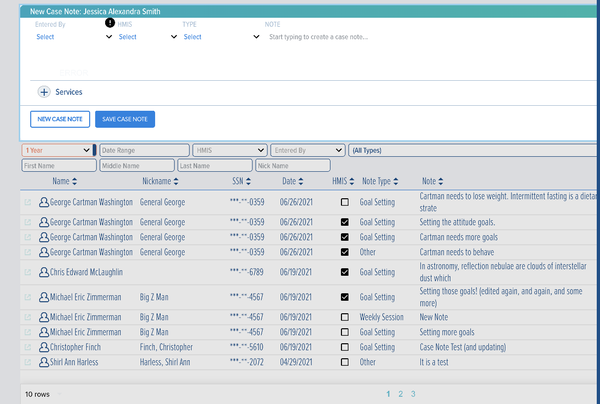 New Case Note: Jessica Alexandra Smith
Entered By HMIS TYPE NOTE
Select Select Select Start typing to create a case note...
Services
NEW CASE NOTE SAVE CASE NOTE
1 Year Date Range HMIS Entered By (All Types)
First Name Middle Name Last Name Nick Name
Name Nickname SSN Date HMIS Note Type Note
George Cartman Washington General George ***-**-0359 06/26/2021 Goal Setting Cartman needs to lose weight. Intermittent fasting is a dietar
strate
George Cartman Washington General George ***-**-0359 06/26/2021 Goal Setting Setting the attitude goals.
George Cartman Washington General George ***-**-0359 06/26/2021 Goal Setting Cartman needs more goals
George Cartman Washington General George ***-**-0359 06/26/2021 Other Cartman needs to behave
Chris Edward McLaughlin ***-**-6789 06/19/2021 Goal Setting In astronomy, reflection nebulae are clouds of interstellar
dust which
Michael Eric Zimmerman Big Z Man ***-**-4567 06/19/2021 Goal Setting Setting those goals! (edited again, and again, and some
more)
Michael Eric Zimmerman Big Z Man ***-**-4567 06/19/2021 Weekly Session New Note
Michael Eric Zimmerman Big Z Man ***-**-4567 06/19/2021 Goal Setting Setting more goals
Christopher Finch Finch, Christopher ***-**-5610 06/19/2021 Goal Setting Case Note Test (and updating)
Shirl Ann Harless Harless, Shirl Ann ***-**-2072 04/29/2021 Other It is a test
10 rows 1 2 3